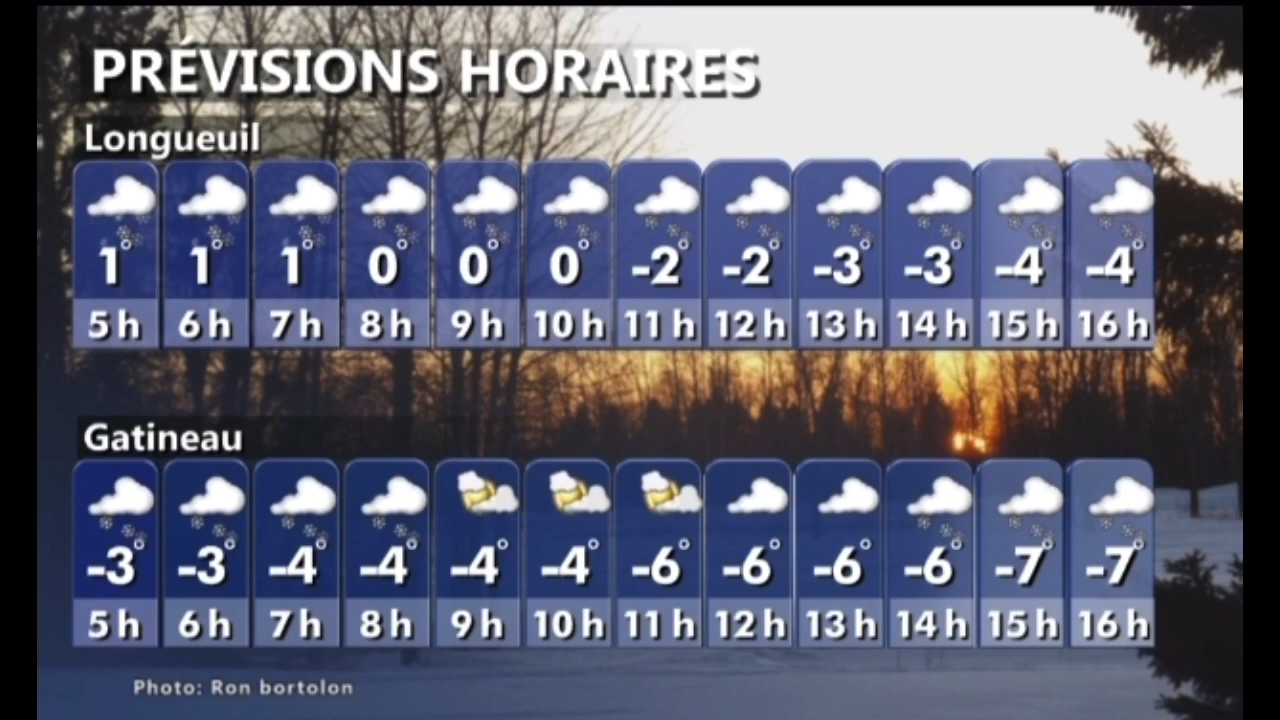 PRÉVISIONS HORAIRES
Longueuil
1° 1° 1° 0° 0° 0° -2° -2° -3° -3° -4° -4°
5 h 6 h 7 h 8 h 9 h 10 h 11 h 12 h 13 h 14 h 15 h 16 h
Gatineau
-3° -3° -4° -4° -4° -4° -6° -6° -6° -6° -7° -7°
5 h 6 h 7 h 8 h 9 h 10 h 11 h 12 h 13 h 14 h 15 h 16 h
Photo: Ron bortolon